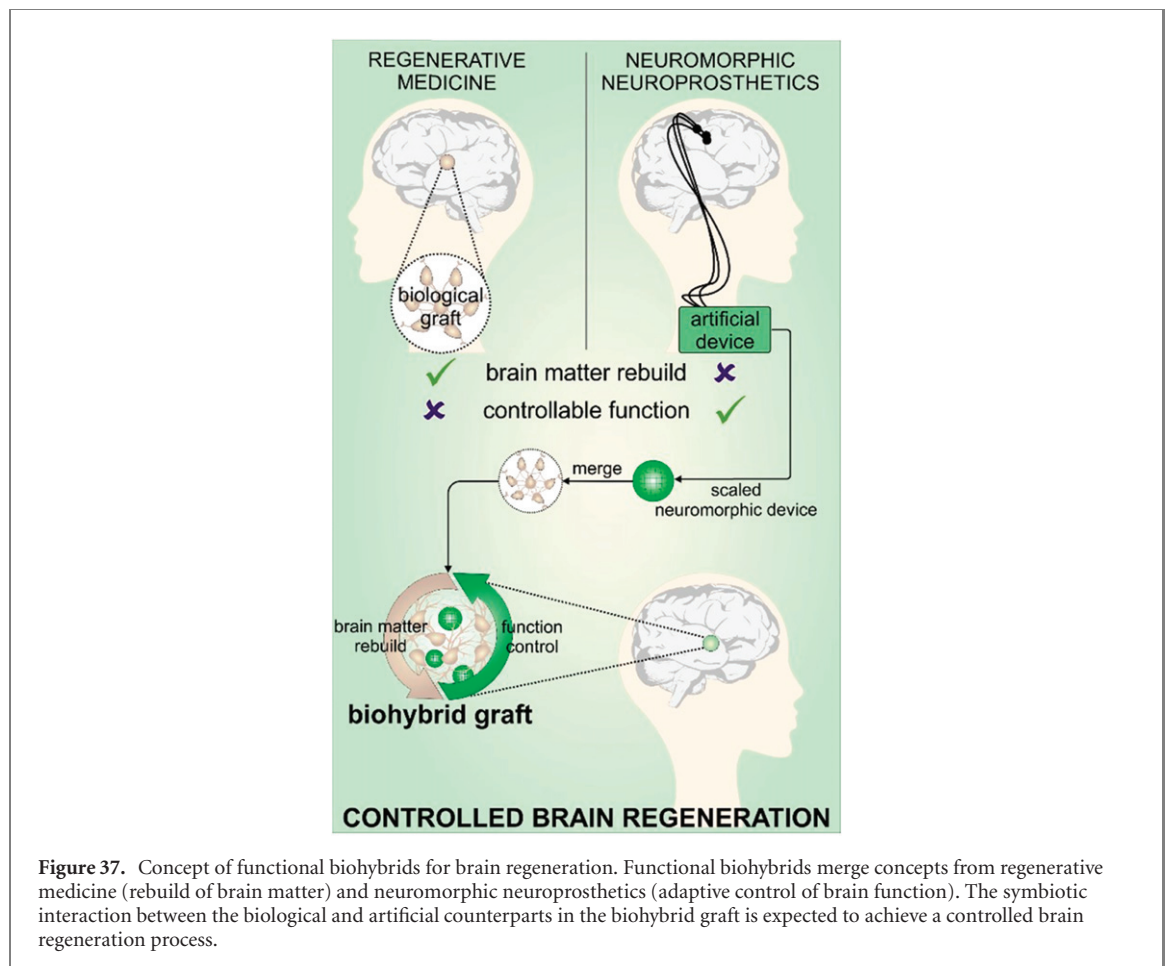 REGENERATIVE
MEDICINE
NEUROMORPHIC
NEUROPROSTHETICS
biological
graft
artificial
device
brain matter rebuild
controllable function
merge
scaled
neuromorphic device
brain matter
rebuild
function
control
biohybrid graft
CONTROLLED BRAIN REGENERATION
Figure 37. Concept of functional biohybrids for brain regeneration. Functional biohybrids merge concepts from regenerative
medicine (rebuild of brain matter) and neuromorphic neuroprosthetics (adaptive control of brain function). The symbiotic
interaction between the biological and artificial counterparts in the biohybrid graft is expected to achieve a controlled brain
regeneration process.